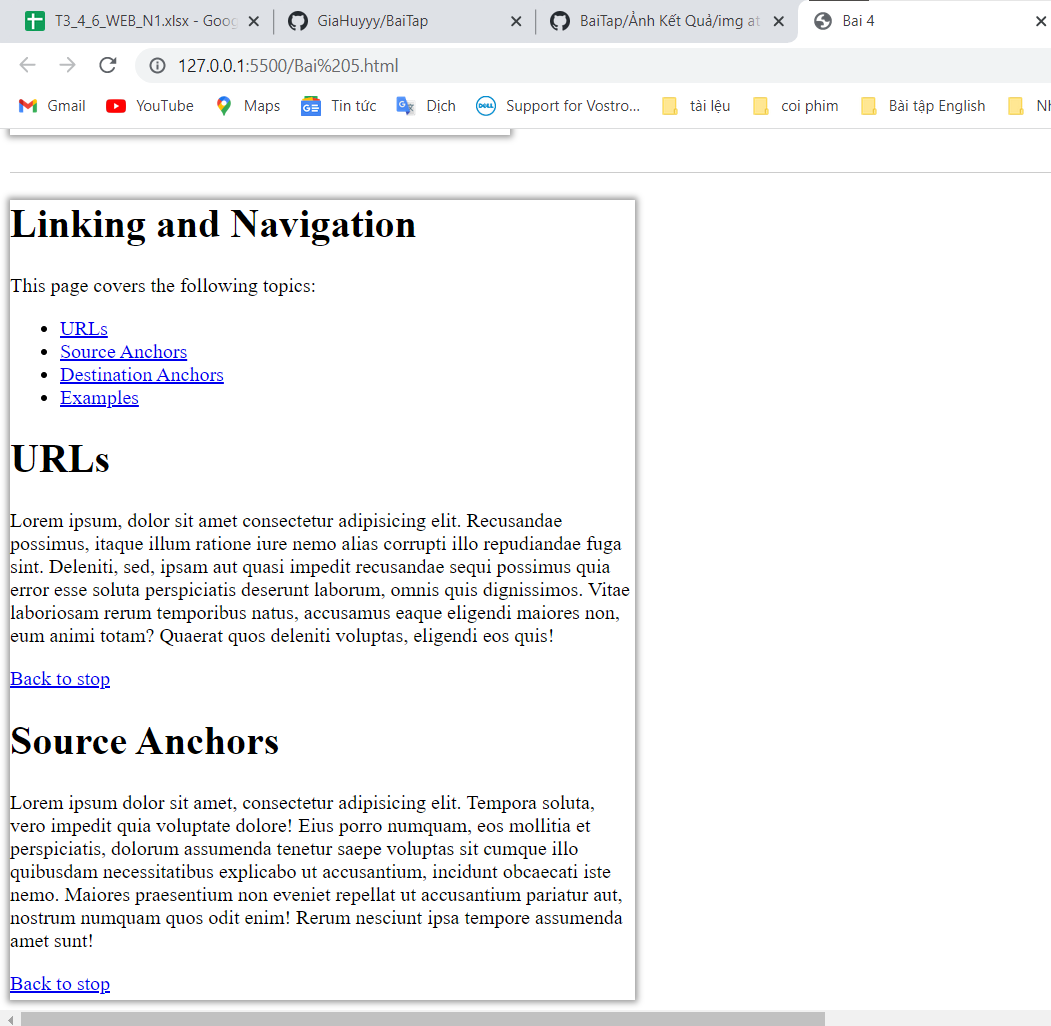 T3_4_6_WEB_N1.xlsx - Goog
GiaHuyyy/BaiTap
BaiTap/Ảnh Kết Quả/img at
Bai 4
127.0.0.1:5500/Bai%205.html
Gmail
YouTube
Maps
Tin tức
Dịch
Support for Vostro...
tài lệu
coi phim
Bài tập English
Nh
Linking and Navigation
This page covers the following topics:
URLs
Source Anchors
Destination Anchors
Examples
URLs
Lorem ipsum, dolor sit amet consectetur adipisicing elit. Recusandae
possimus, itaque illum ratione iure nemo alias corrupti illo repudiandae fuga
sint. Deleniti, sed, ipsam aut quasi impedit recusandae sequi possimus quia
error esse soluta perspiciatis deserunt laborum, omnis quis dignissimos. Vitae
laboriosam rerum temporibus natus, accusamus eaque eligendi maiores non,
eum animi totam? Quaerat quos deleniti voluptas, eligendi eos quis!
Back to stop
Source Anchors
Lorem ipsum dolor sit amet, consectetur adipisicing elit. Tempora soluta,
vero impedit quia voluptate dolore! Eius porro numquam, eos mollitia et
perspiciatis, dolorum assumenda tenetur saepe voluptas sit cumque illo
quibusdam necessitatibus explicabo ut accusantium, incidunt obcaecati iste
nemo. Maiores praesentium non eveniet repellat ut accusantium pariatur aut,
nostrum numquam quos odit enim! Rerum nesciunt ipsa tempore assumenda
amet sunt!
Back to stop